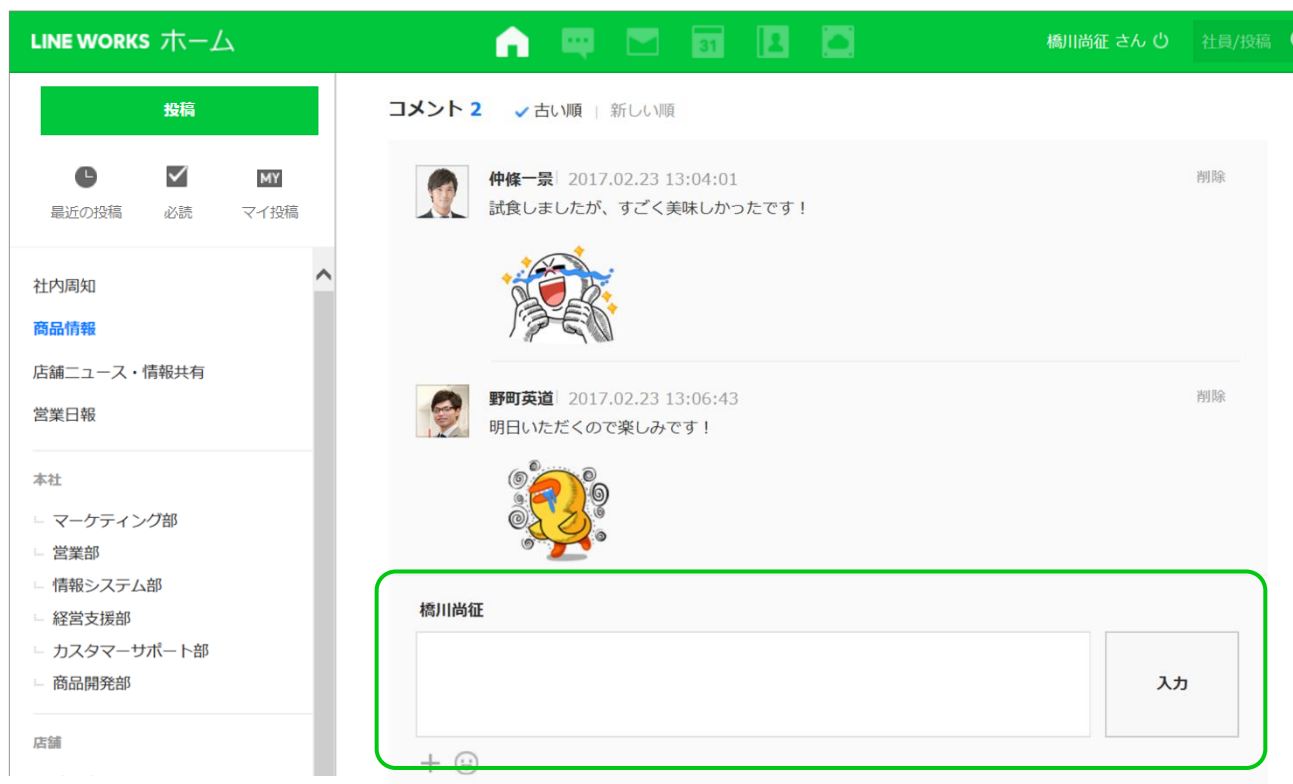 LINE WORKS ホーム
31
橋川尚征 さん
社員/投稿
投稿
最近の投稿
必読
MY
マイ投稿
社内周知
商品情報
店舗ニュース・情報共有
営業日報
本社
マーケティング部
営業部
情報システム部
経営支援部
カスタマーサポート部
商品開発部
店舗
コメント 2
古い順 | 新しい順
仲條一景 2017.02.23 13:04:01
削除
試食しましたが、すごく美味しかったです！
野町英道 2017.02.23 13:06:43
削除
明日いただくので楽しみです！
橋川尚征
入力